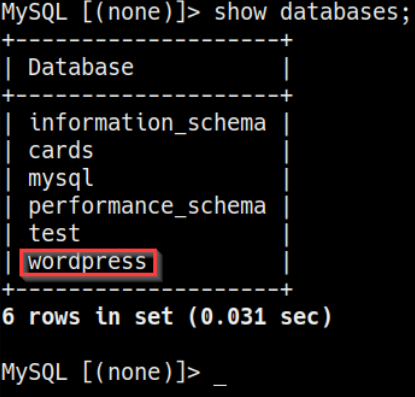 MySQL [(none)]> show databases;
+--------------------+
| Database           |
+--------------------+
| information_schema |
| cards              |
| mysql              |
| performance_schema |
| test               |
| wordpress          |
+--------------------+
6 rows in set (0.031 sec)
MySQL [(none)]> _